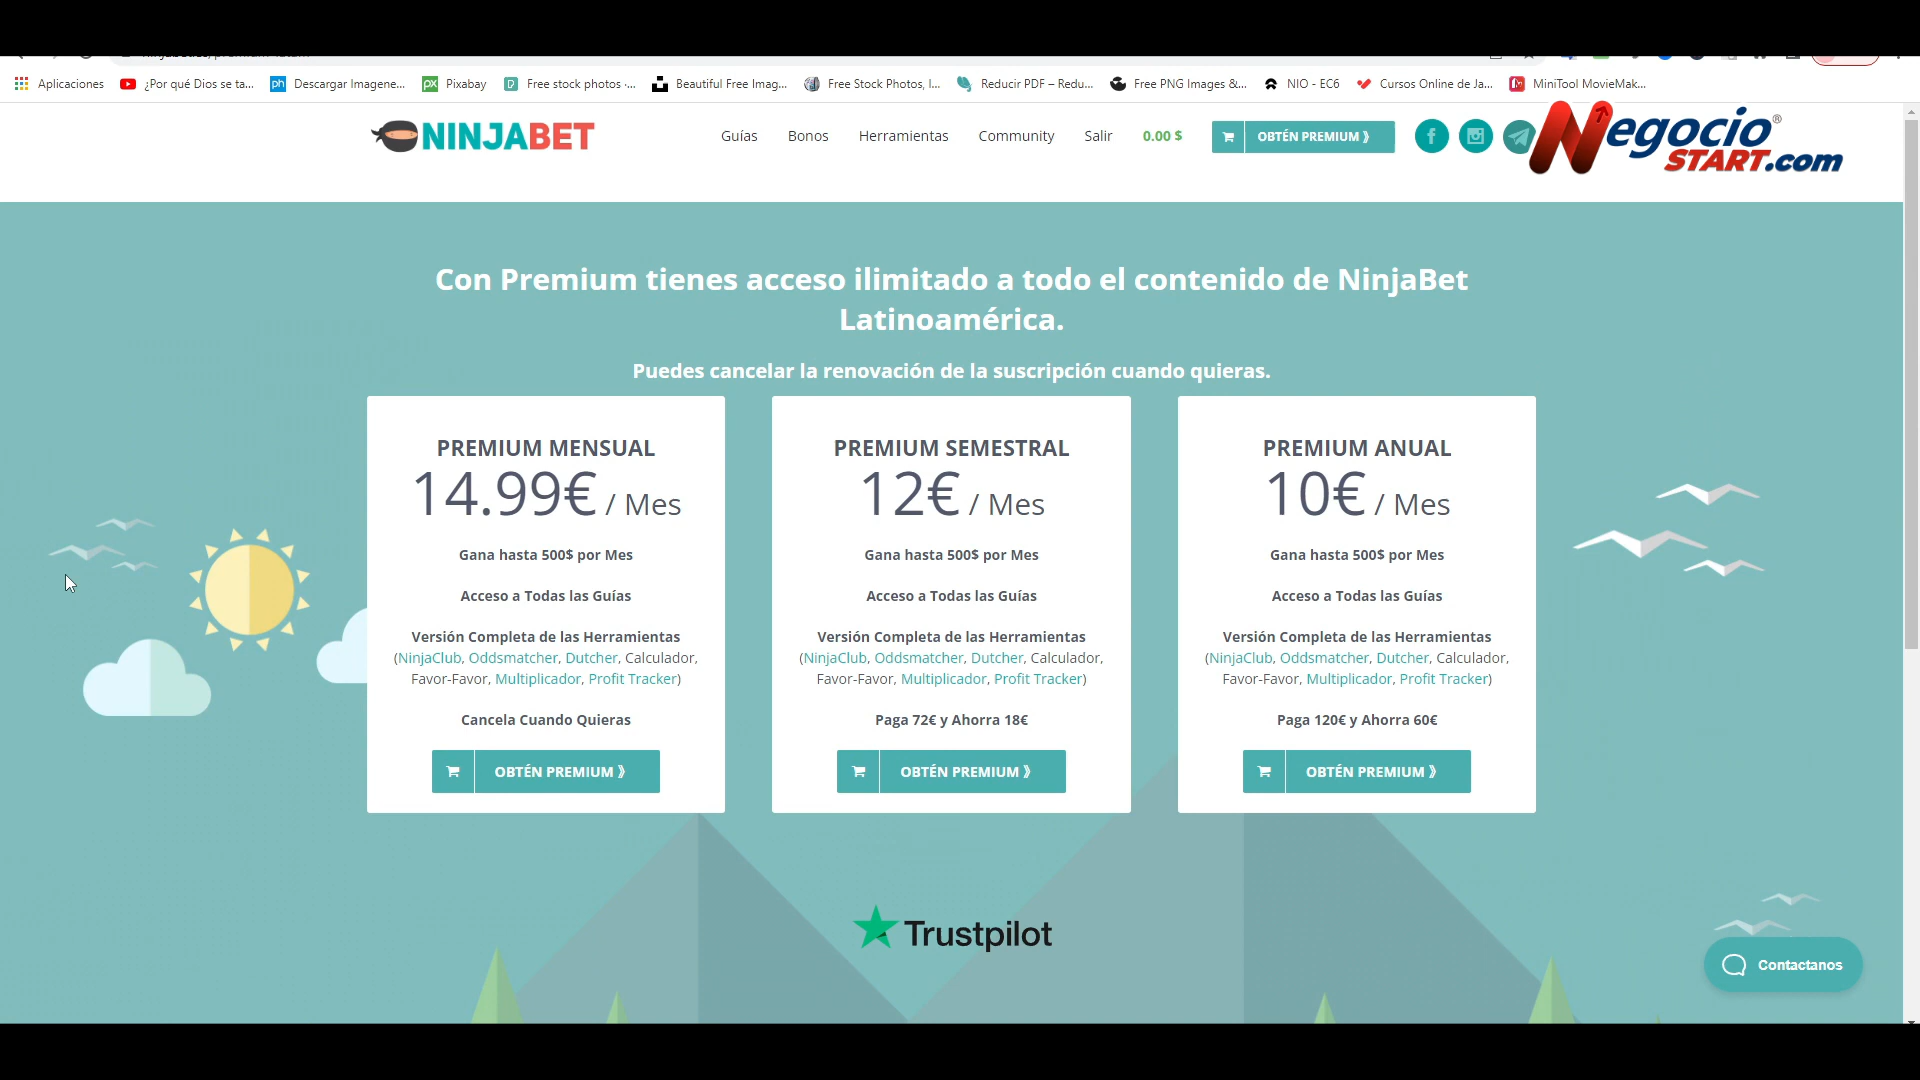 Aplicaciones
¿Por qué Dios se ta...
Descargar Imagene...
Pixabay
Free stock photos ·...
Beautiful Free Imag...
Free Stock Photos, I...
Reducir PDF – Redu...
Free PNG Images &...
NIO - EC6
Cursos Online de Ja...
MiniTool MovieMak...
NINJABET
Guías
Bonos
Herramientas
Community
Salir
0.00 $
OBTÉN PREMIUM ⟫
Negocio®
START.com
Con Premium tienes acceso ilimitado a todo el contenido de NinjaBet
Latinoamérica.
Puedes cancelar la renovación de la suscripción cuando quieras.
PREMIUM MENSUAL
14.99€ / Mes
Gana hasta 500$ por Mes
Acceso a Todas las Guías
Versión Completa de las Herramientas
(NinjaClub, Oddsmatcher, Dutcher, Calculador,
Favor-Favor, Multiplicador, Profit Tracker)
Cancela Cuando Quieras
OBTÉN PREMIUM ⟫
PREMIUM SEMESTRAL
12€ / Mes
Gana hasta 500$ por Mes
Acceso a Todas las Guías
Versión Completa de las Herramientas
(NinjaClub, Oddsmatcher, Dutcher, Calculador,
Favor-Favor, Multiplicador, Profit Tracker)
Paga 72€ y Ahorra 18€
OBTÉN PREMIUM ⟫
PREMIUM ANUAL
10€ / Mes
Gana hasta 500$ por Mes
Acceso a Todas las Guías
Versión Completa de las Herramientas
(NinjaClub, Oddsmatcher, Dutcher, Calculador,
Favor-Favor, Multiplicador, Profit Tracker)
Paga 120€ y Ahorra 60€
OBTÉN PREMIUM ⟫
Trustpilot
Contactanos